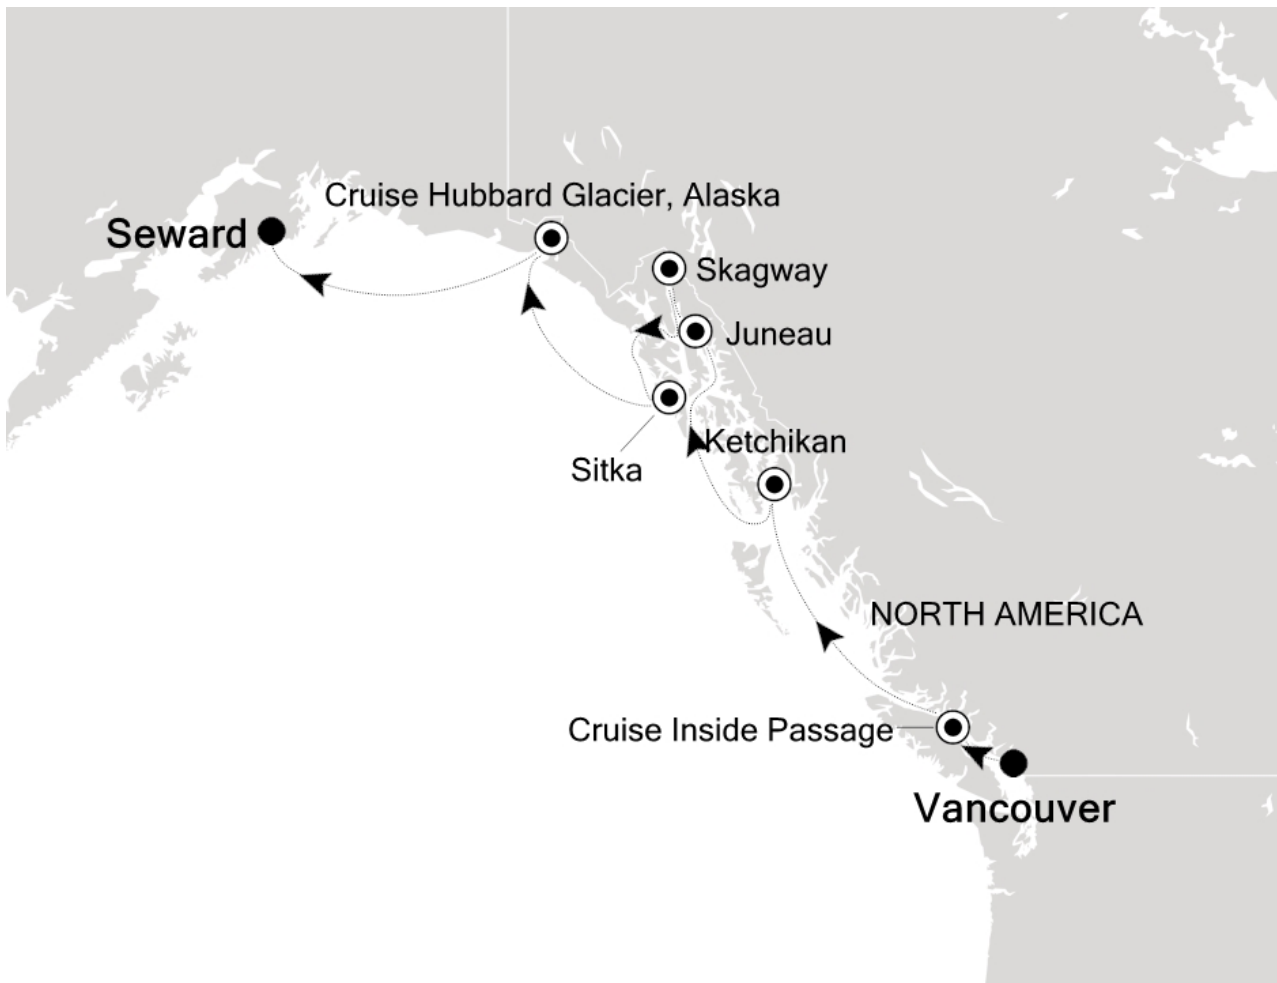 Cruise Hubbard Glacier, Alaska
Seward
Skagway
Juneau
Ketchikan
Sitka
NORTH AMERICA
Cruise Inside Passage
Vancouver